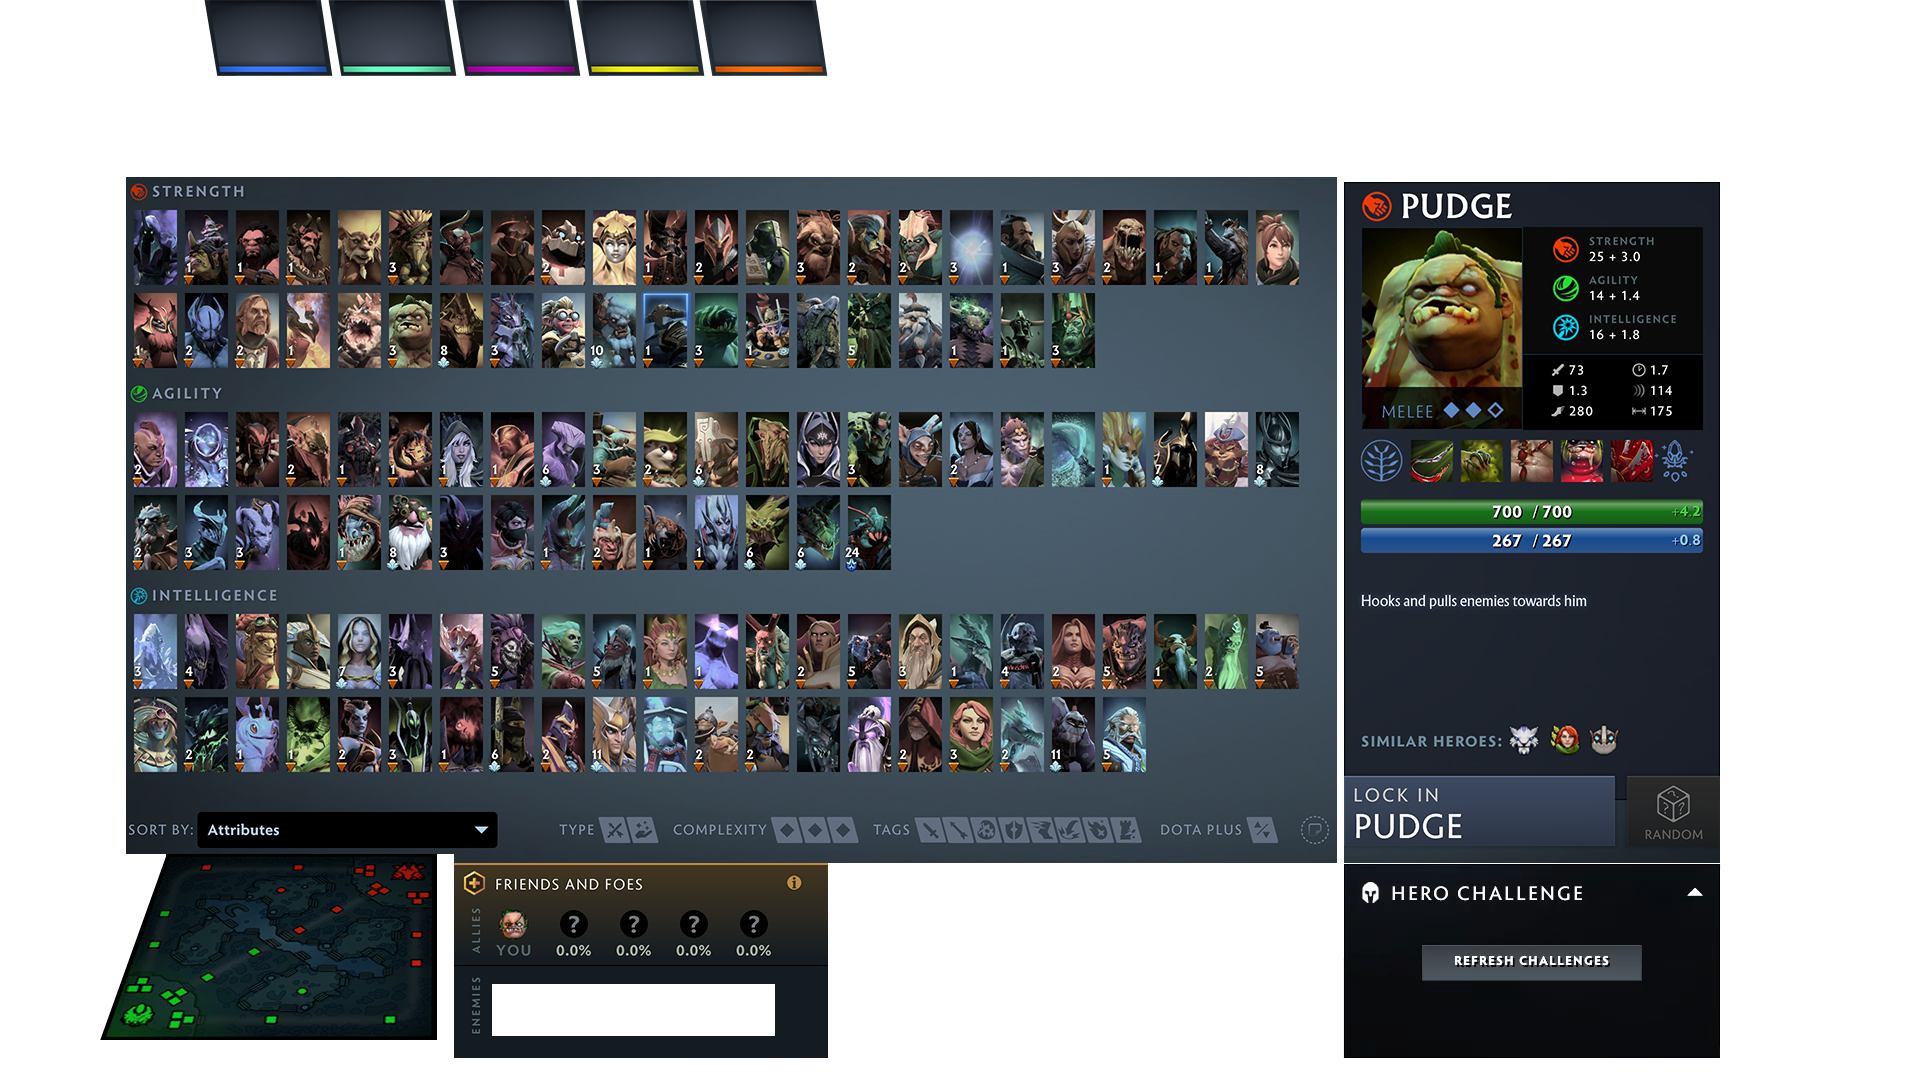 STRENGTH
1 1 1 3 2 1 2 3 2 2 3 1 3 2 1 1
1 2 2 1 3 8 3 10 1 3 1 5 1 1 3
AGILITY
2 2 1 1 1 1 6 3 2 6 3 2 1 7 8
2 3 3 1 8 3 1 2 1 1 6 6 24
INTELLIGENCE
3 4 7 3 5 5 1 1 2 5 3 1 4 2 5 1 2 5
2 1 1 2 3 1 6 2 11 2 2 2 3 2 11 5
SORT BY: Attributes
TYPE
COMPLEXITY
TAGS
DOTA PLUS
PUDGE
STRENGTH
25 + 3.0
AGILITY
14 + 1.4
INTELLIGENCE
16 + 1.8
MELEE
73 1.7
1.3 114
280 175
700 / 700 +4.2
267 / 267 +0.8
Hooks and pulls enemies towards him
SIMILAR HEROES:
LOCK IN
PUDGE
RANDOM
FRIENDS AND FOES
ALLIES
YOU 0.0% 0.0% 0.0% 0.0%
ENEMIES
HERO CHALLENGE
REFRESH CHALLENGES